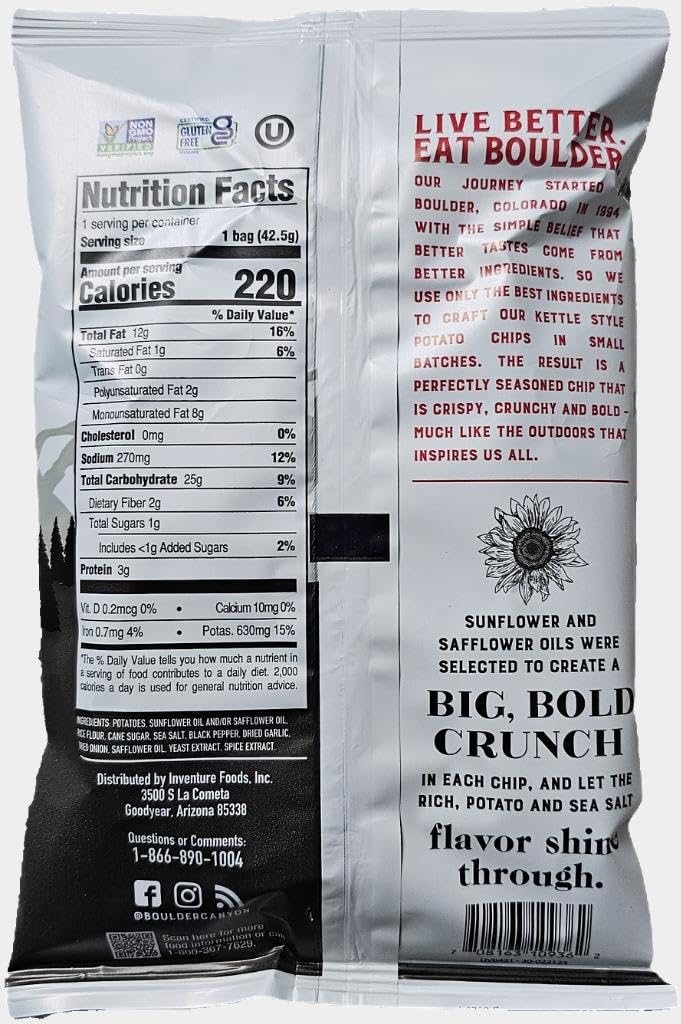 NON
GMO
Project
VERIFIED
nongmoproject.org
CERTIFIED
GLUTEN
FREE
U
Nutrition Facts
1 serving per container
Serving size 1 bag (42.5g)
Amount per serving
Calories 220
% Daily Value*
Total Fat 12g 16%
Saturated Fat 1g 6%
Trans Fat 0g
Polyunsaturated Fat 2g
Monounsaturated Fat 8g
Cholesterol 0mg 0%
Sodium 270mg 12%
Total Carbohydrate 25g 9%
Dietary Fiber 2g 6%
Total Sugars 1g
Includes <1g Added Sugars 2%
Protein 3g
Vit. D 0.2mcg 0% • Calcium 10mg 0%
Iron 0.7mg 4% • Potas. 630mg 15%
*The % Daily Value tells you how much a nutrient in
a serving of food contributes to a daily diet. 2,000
calories a day is used for general nutrition advice.
INGREDIENTS: POTATOES, SUNFLOWER OIL AND/OR SAFFLOWER OIL,
RICE FLOUR, CANE SUGAR, SEA SALT, BLACK PEPPER, DRIED GARLIC,
DRIED ONION, SAFFLOWER OIL, YEAST EXTRACT, SPICE EXTRACT.
Distributed by Inventure Foods, Inc.
3500 S La Cometa
Goodyear, Arizona 85338
Questions or Comments:
1-866-890-1004
@BOULDERCANYON
Scan here for more
food information or call
1-800-367-7629.
LIVE BETTER.
EAT BOULDER
OUR JOURNEY STARTED
BOULDER, COLORADO IN 1994
WITH THE SIMPLE BELIEF THAT
BETTER TASTES COME FROM
BETTER INGREDIENTS. SO WE
USE ONLY THE BEST INGREDIENTS
TO CRAFT OUR KETTLE STYLE
POTATO CHIPS IN SMALL
BATCHES. THE RESULT IS A
PERFECTLY SEASONED CHIP THAT
IS CRISPY, CRUNCHY AND BOLD -
MUCH LIKE THE OUTDOORS THAT
INSPIRES US ALL.
SUNFLOWER AND
SAFFLOWER OILS WERE
SELECTED TO CREATE A
BIG, BOLD
CRUNCH
IN EACH CHIP, AND LET THE
RICH, POTATO AND SEA SALT
flavor shine
through.
7 08163 10936 2